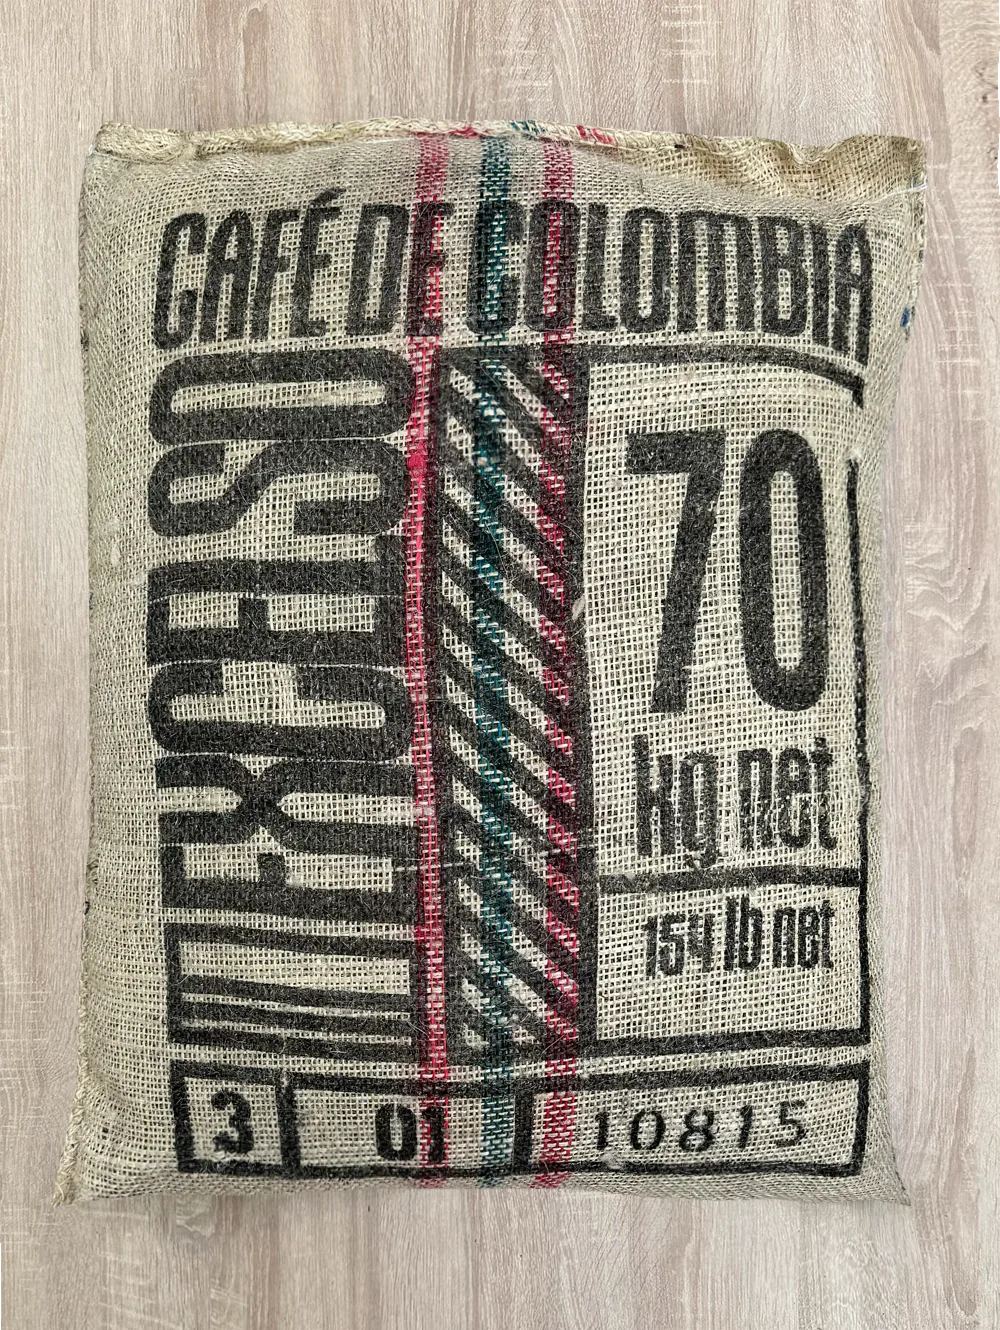 CAFÉ DE COLOMBIA
EXCELSO
70
kg net
154 lb net
3 01 10815